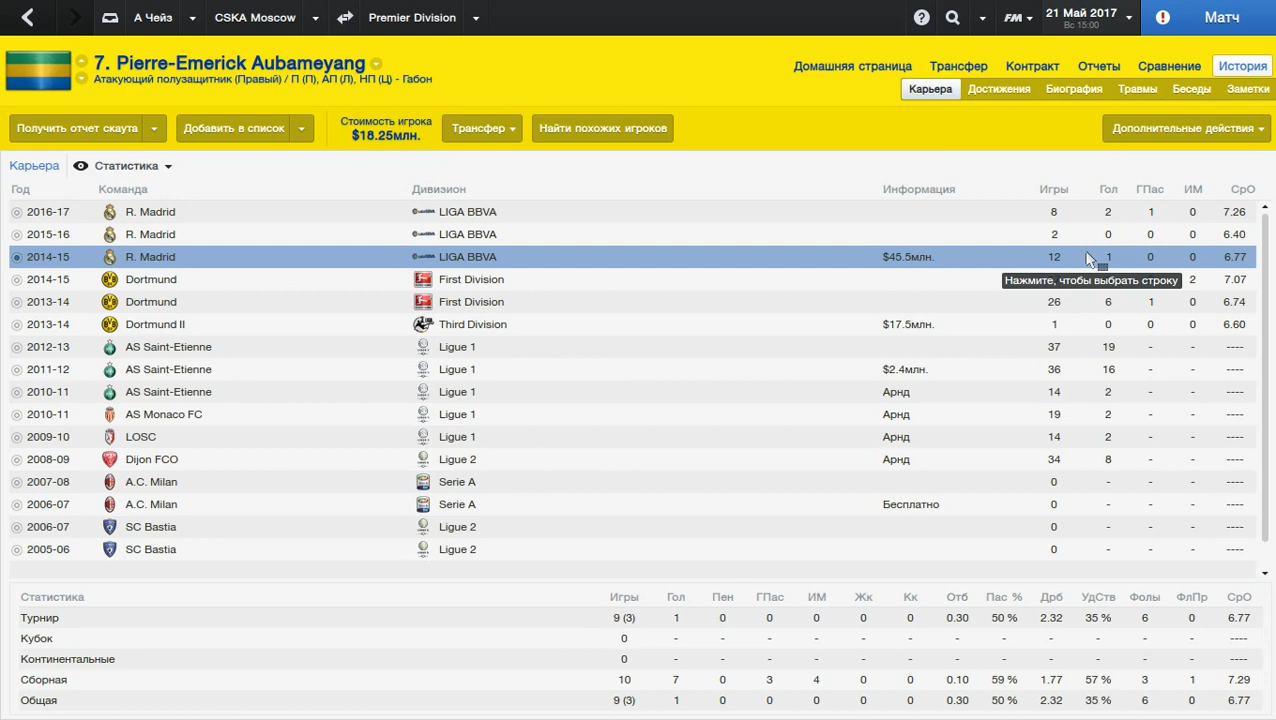 А Чейз CSKA Moscow Premier Division ? FM 21 Май 2017 Вс 15:00 ! Матч
7. Pierre-Emerick Aubameyang
Атакующий полузащитник (Правый) / П (П), АП (Л), НП (Ц) - Габон
Домашняя страница Трансфер Контракт Отчеты Сравнение История
Карьера Достижения Биография Травмы Беседы Заметки
Получить отчет скаута Добавить в список Стоимость игрока $18.25млн. Трансфер Найти похожих игроков Дополнительные действия
Карьера Статистика
Год Команда Дивизион Информация Игры Гол ГПас ИМ СрО
2016-17 R. Madrid LIGA BBVA 8 2 1 0 7.26
2015-16 R. Madrid LIGA BBVA 2 0 0 0 6.40
2014-15 R. Madrid LIGA BBVA $45.5млн. 12 1 0 0 6.77
2014-15 Dortmund First Division 2 7.07
Нажмите, чтобы выбрать строку
2013-14 Dortmund First Division 26 6 1 0 6.74
2013-14 Dortmund II Third Division $17.5млн. 1 0 0 0 6.60
2012-13 AS Saint-Etienne Ligue 1 37 19 - - ----
2011-12 AS Saint-Etienne Ligue 1 $2.4млн. 36 16 - - ----
2010-11 AS Saint-Etienne Ligue 1 Арнд 14 2 - - ----
2010-11 AS Monaco FC Ligue 1 Арнд 19 2 - - ----
2009-10 LOSC Ligue 1 Арнд 14 2 - - ----
2008-09 Dijon FCO Ligue 2 Арнд 34 8 - - ----
2007-08 A.C. Milan Serie A 0 - - - ----
2006-07 A.C. Milan Serie A Бесплатно 0 - - - ----
2006-07 SC Bastia Ligue 2 0 - - - ----
2005-06 SC Bastia Ligue 2 0 - - - ----
Статистика Игры Гол Пен ГПас ИМ Жк Кк Отб Пас % Дрб УдСтв Фолы ФлПр СрО
Турнир 9 (3) 1 0 0 0 0 0 0.30 50 % 2.32 35 % 6 0 6.77
Кубок 0 - - - - - - - - - - - - ----
Континентальные 0 - - - - - - - - - - - - ----
Сборная 10 7 0 3 4 0 0 0.10 59 % 1.77 57 % 3 1 7.29
Общая 9 (3) 1 0 0 0 0 0 0.30 50 % 2.32 35 % 6 0 6.77